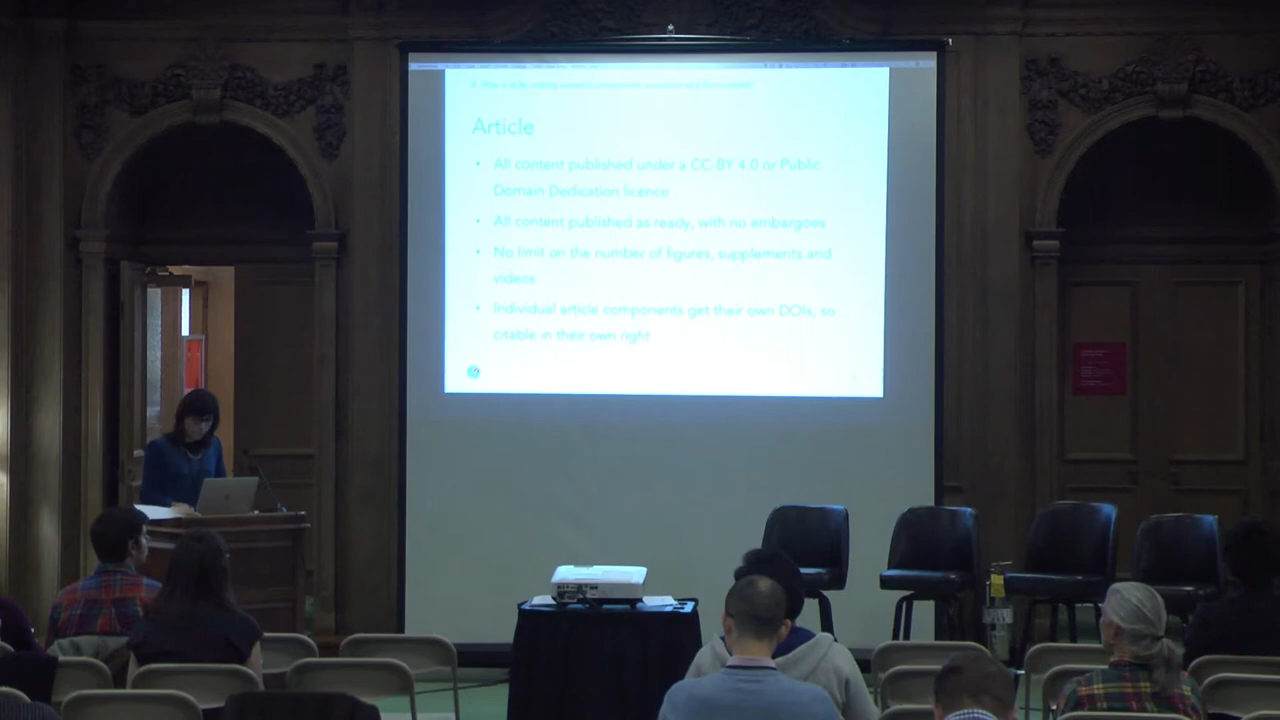 Article
• All content published under a CC-BY 4.0 or Public
Domain Dedication licence
• All content published as ready, with no embargoes
• No limit on the number of figures, supplements and
videos
• Individual article components get their own DOIs, so
citable in their own right